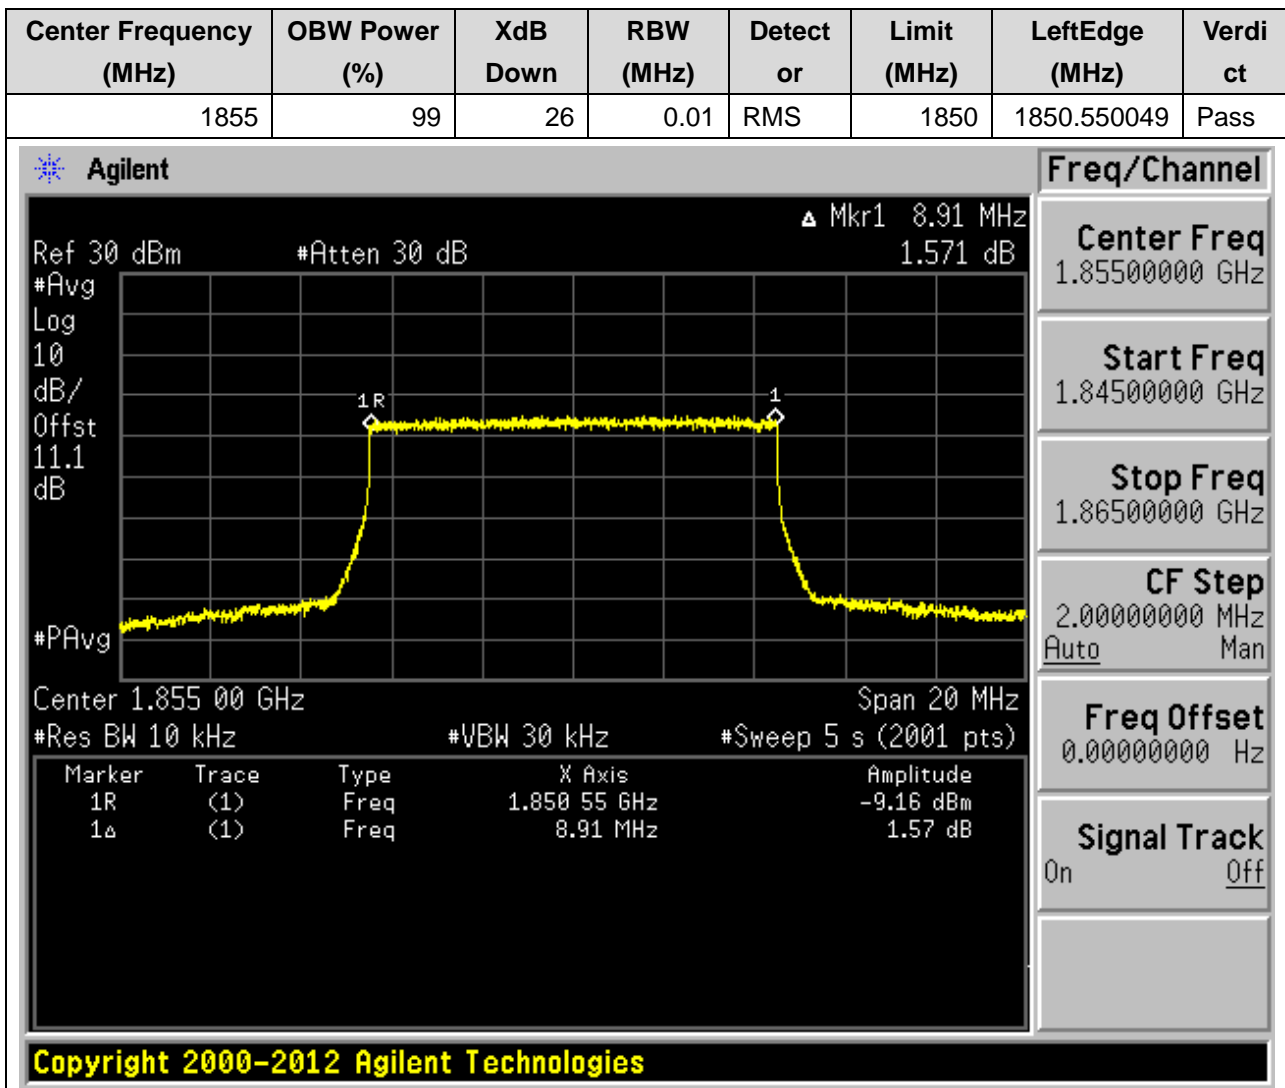 Center Frequency (MHz) OBW Power (%) XdB Down RBW (MHz) Detect or Limit (MHz) LeftEdge (MHz) Verdi ct
1855 99 26 0.01 RMS 1850 1850.550049 Pass
Agilent
Freq/Channel
Δ Mkr1 8.91 MHz
Ref 30 dBm #Atten 30 dB 1.571 dB
#Avg
Log
10
dB/
Offst
11.1
dB
#PAvg
1R
1
Center 1.855 00 GHz Span 20 MHz
#Res BW 10 kHz #VBW 30 kHz #Sweep 5 s (2001 pts)
Marker Trace Type X Axis Amplitude
1R (1) Freq 1.850 55 GHz -9.16 dBm
1Δ (1) Freq 8.91 MHz 1.57 dB
Center Freq
1.85500000 GHz
Start Freq
1.84500000 GHz
Stop Freq
1.86500000 GHz
CF Step
2.00000000 MHz
Auto Man
Freq Offset
0.00000000 Hz
Signal Track
On Off
Copyright 2000-2012 Agilent Technologies